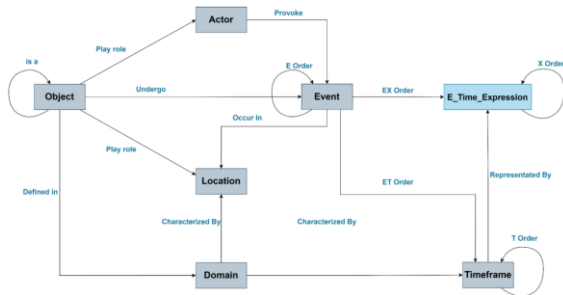 Actor
Provoke
Play role
is a
E Order
X Order
Object
Undergo
Event
EX Order
E_Time_Expression
Occur In
Play role
Location
Defined in
ET Order
Representated By
Characterized By
Characterized By
T Order
Domain
Timeframe